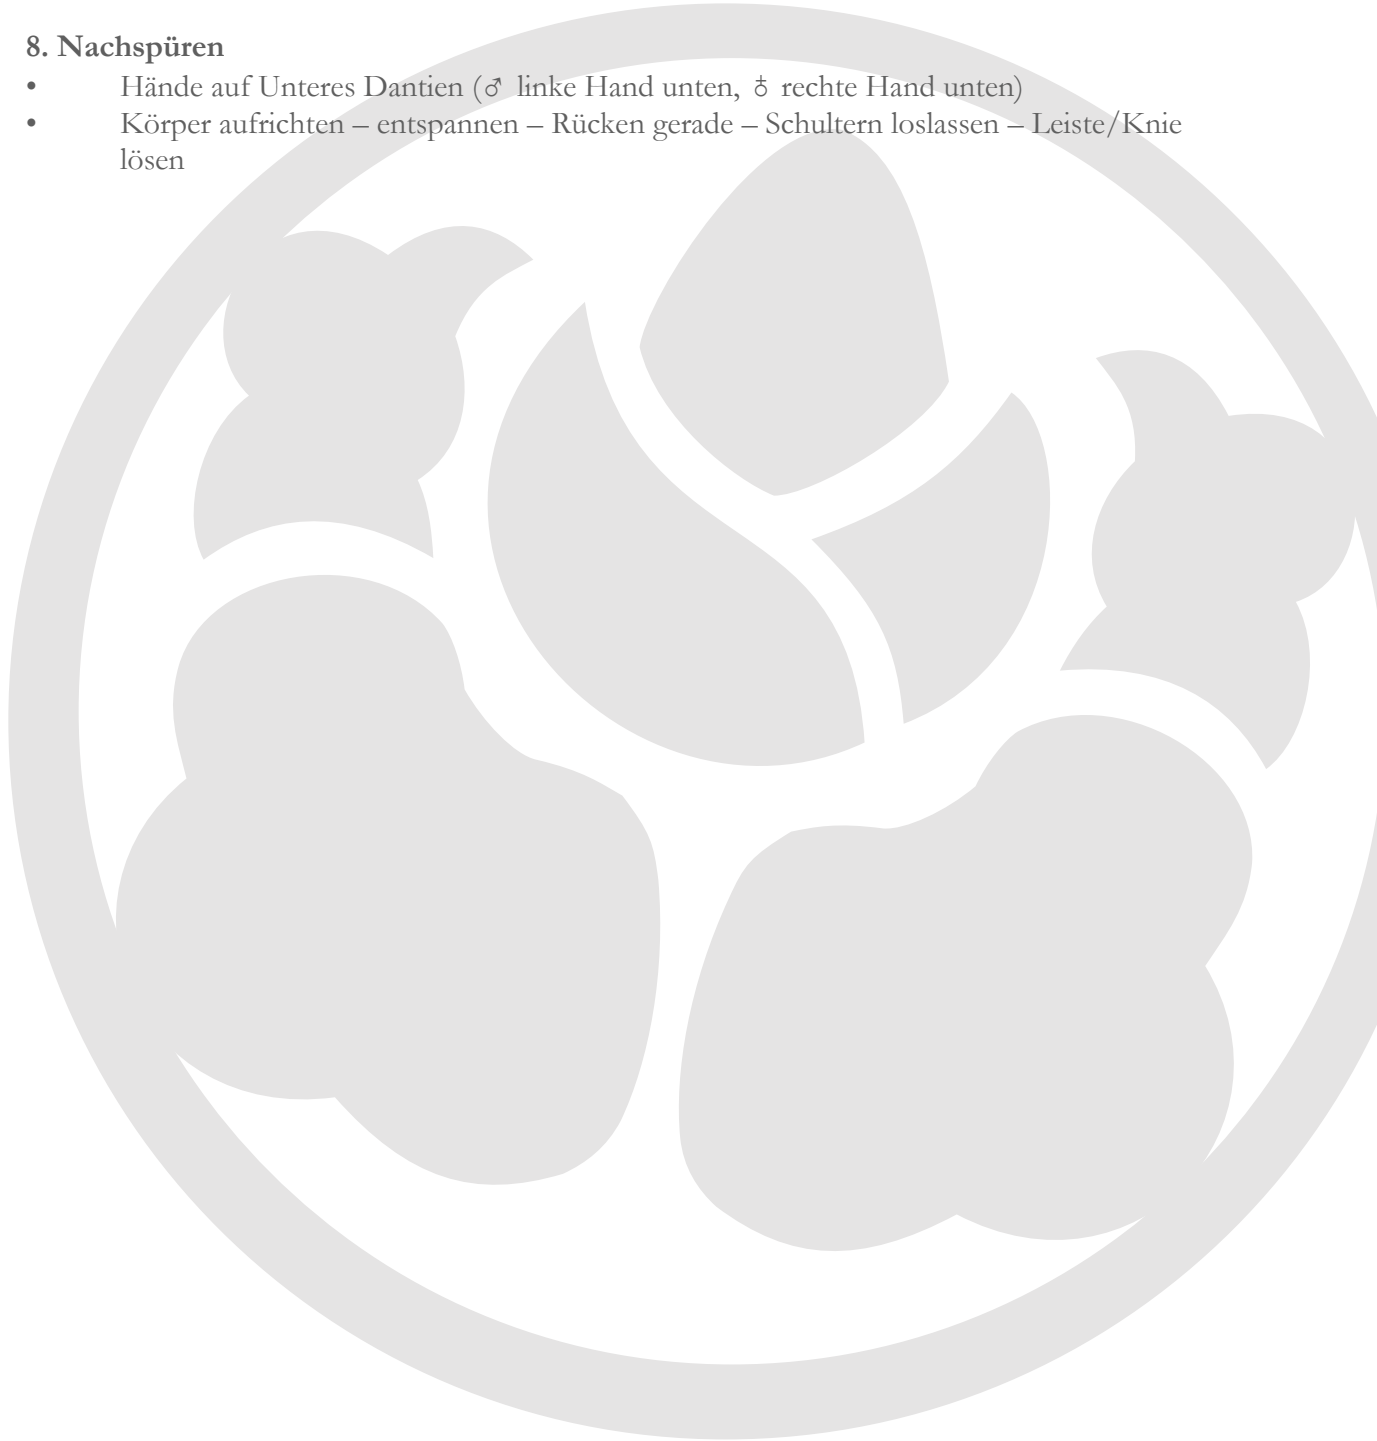 8. Nachspüren
• Hände auf Unteres Dantien (♂ linke Hand unten, ♁ rechte Hand unten)
• Körper aufrichten – entspannen – Rücken gerade – Schultern loslassen – Leiste/Knie
lösen